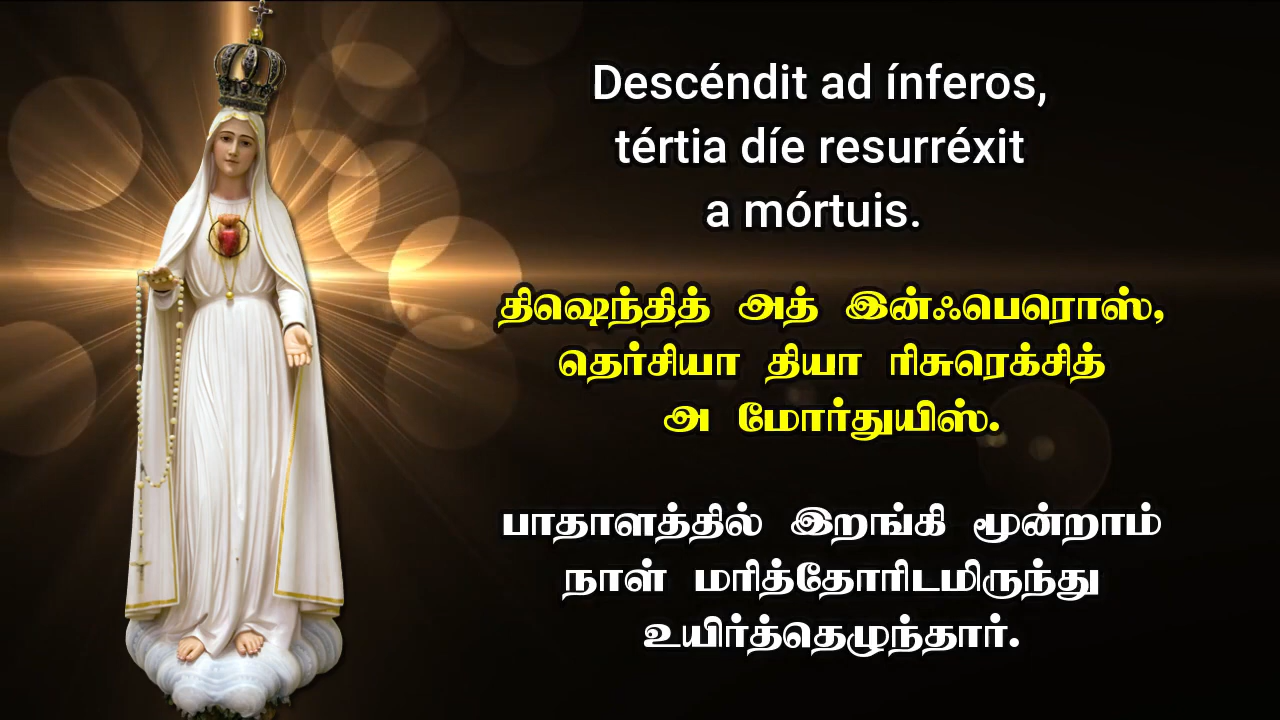 Descéndit ad ínferos,
tértia díe resurréxit
a mórtuis.
திஷெந்தித் அத் இன்ஃபெரொஸ்,
தெர்சியா தியா ரிசுரெக்சித்
அ மோர்துயிஸ்.
பாதாளத்தில் இறங்கி மூன்றாம்
நாள் மரித்தோரிடமிருந்து
உயிர்த்தெழுந்தார்.